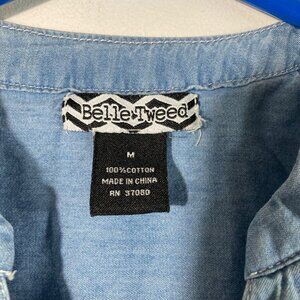 Belle Tweed
M
100% COTTON
MADE IN CHINA
RN 37080